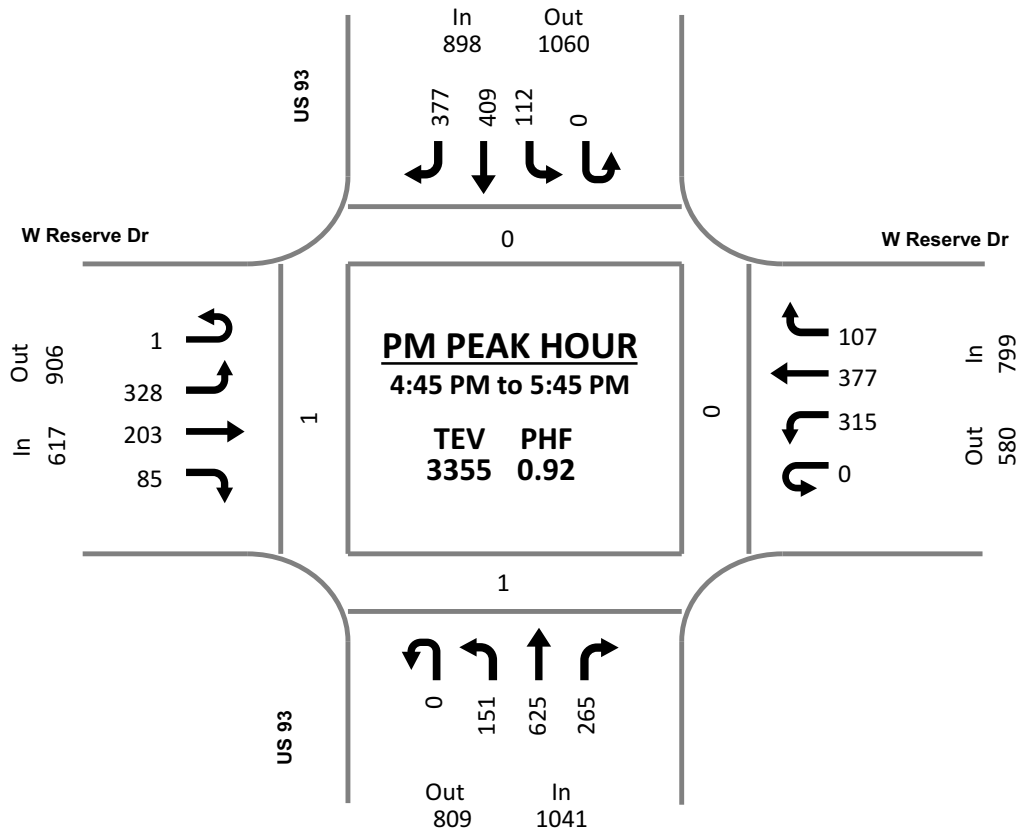 In Out
898 1060
US 93
377 409 112 0
W Reserve Dr
0
W Reserve Dr
Out
906
In
617
1
328
203
85
1
PM PEAK HOUR
4:45 PM to 5:45 PM
TEV PHF
3355 0.92
0
107
377
315
0
In
799
Out
580
1
0 151 625 265
US 93
Out In
809 1041